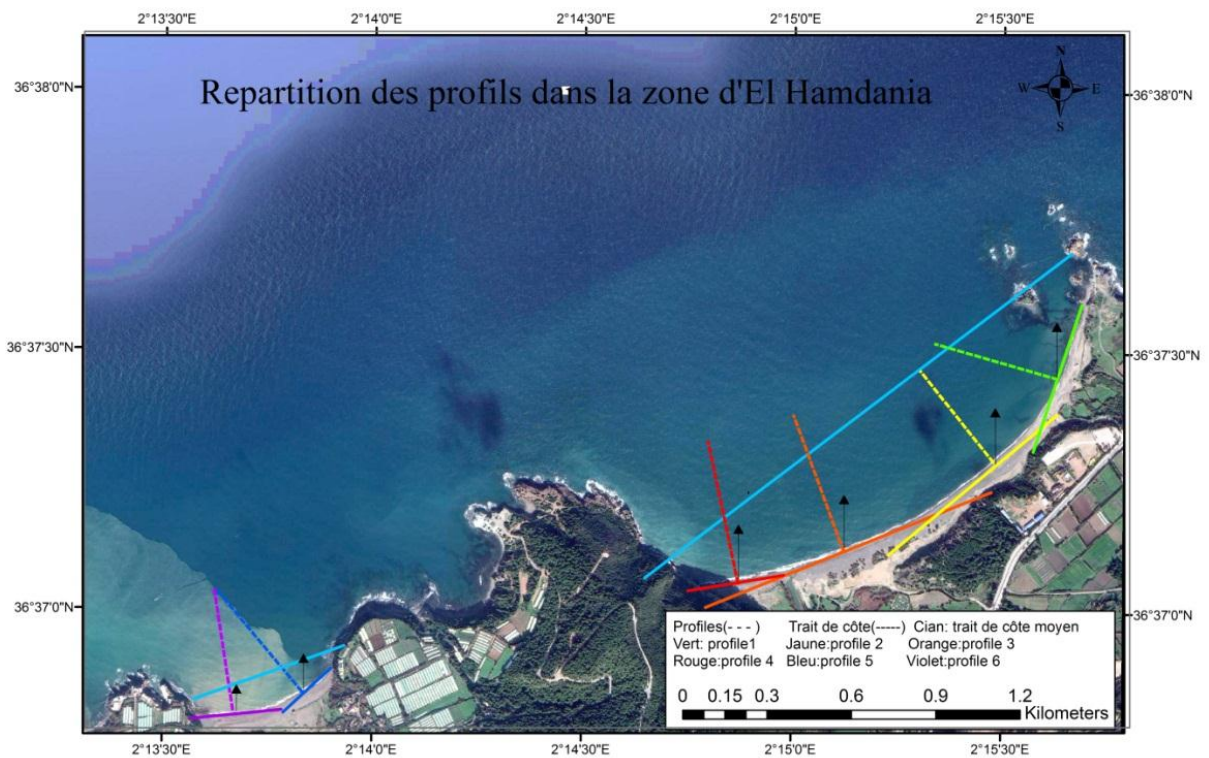 2°13'30"E 2°14'0"E 2°14'30"E 2°15'0"E 2°15'30"E
Repartition des profils dans la zone d'El Hamdania
N
W E
S
36°38'0"N 36°38'0"N
36°37'30"N 36°37'30"N
36°37'0"N 36°37'0"N
Profiles(- - - ) Trait de côte(-----) Cian: trait de côte moyen
Vert: profile1 Jaune:profile 2 Orange:profile 3
Rouge:profile 4 Bleu:profile 5 Violet:profile 6
0 0.15 0.3 0.6 0.9 1.2
Kilometers
2°13'30"E 2°14'0"E 2°14'30"E 2°15'0"E 2°15'30"E